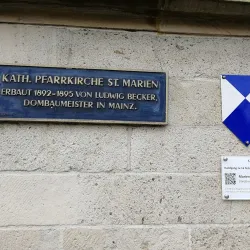 KATH. PFARRKIRCHE ST. MARIEN
ERBAUT 1892-1895 VON LUDWIG BECKER,
DOMBAUMEISTER IN MAINZ.